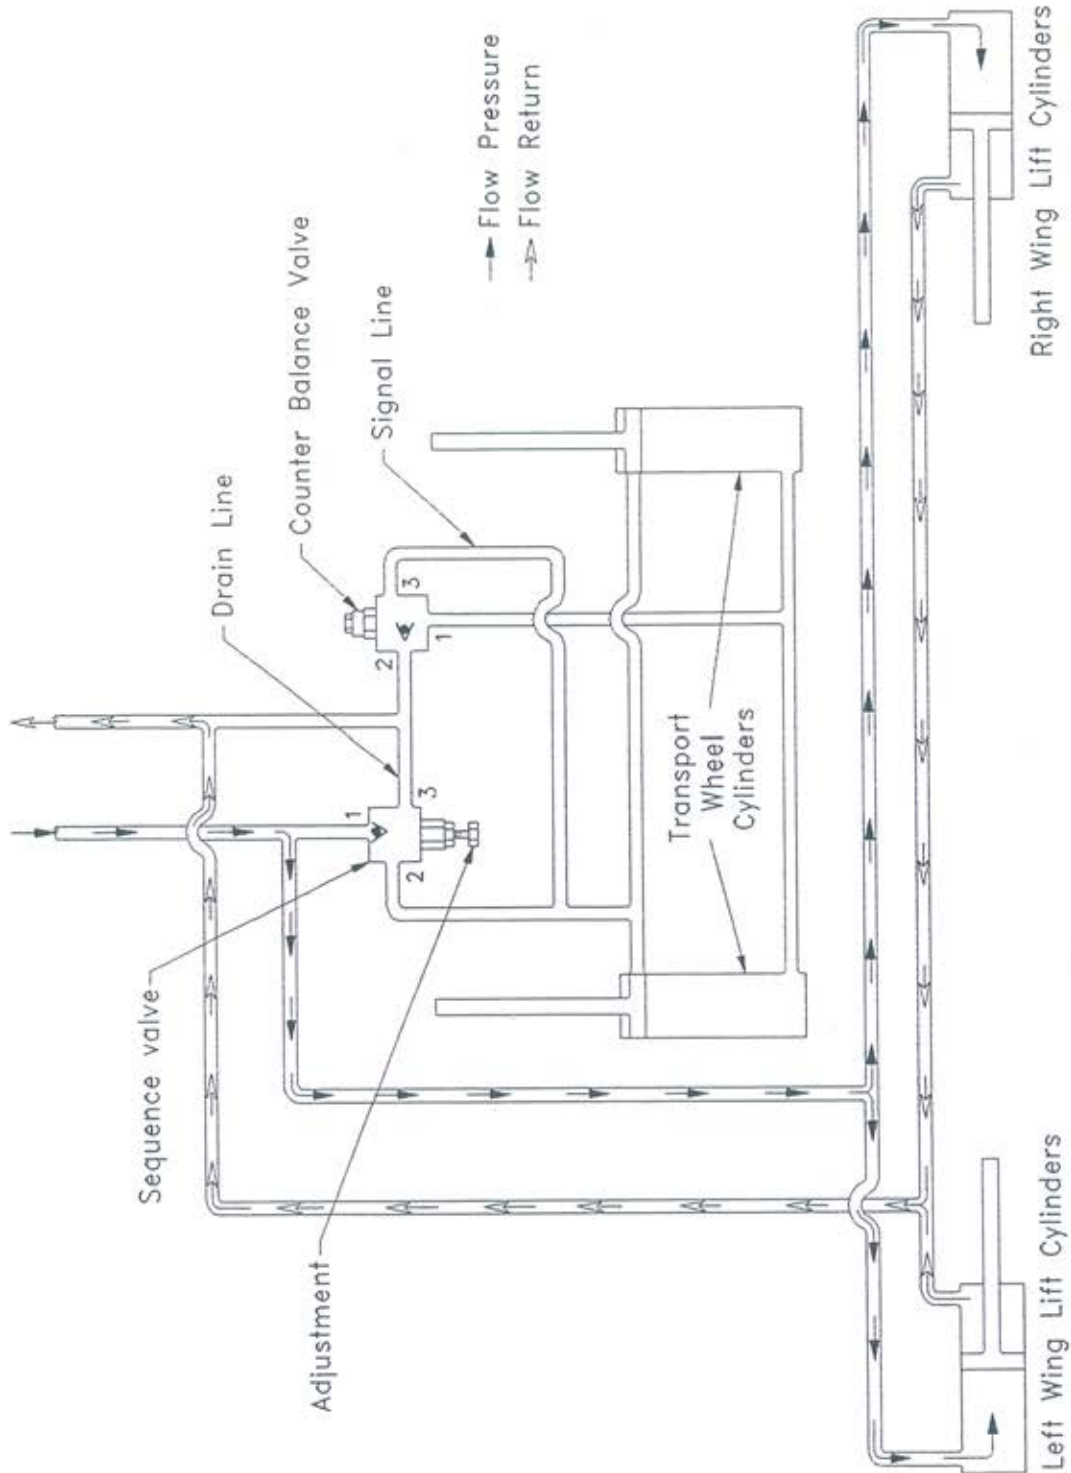 Flow Pressure
Flow Return
Counter Balance Valve
Signal Line
Drain Line
Sequence valve
Adjustment
1
2
3
2
3
1
Transport
Wheel
Cylinders
Left Wing Lift Cylinders
Right Wing Lift Cylinders